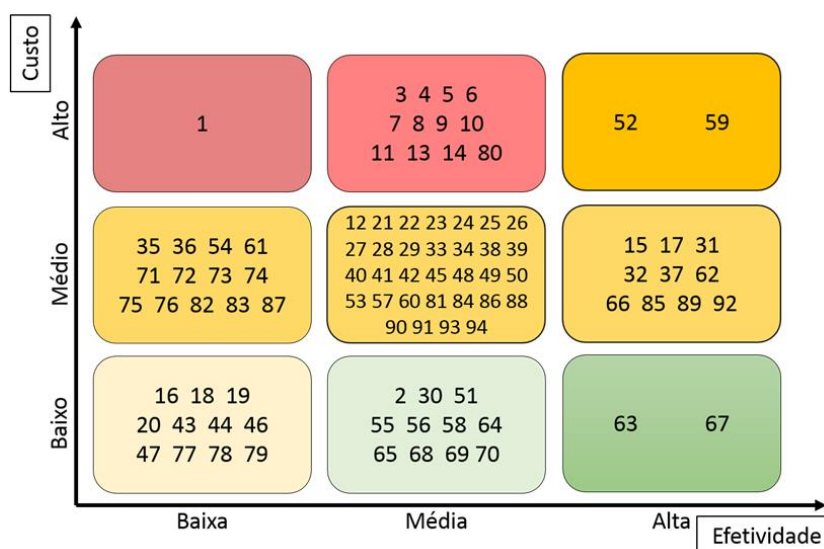 Custo
Alto
1
3 4 5 6
7 8 9 10
11 13 14 80
52 59
Médio
35 36 54 61
71 72 73 74
75 76 82 83 87
12 21 22 23 24 25 26
27 28 29 33 34 38 39
40 41 42 45 48 49 50
53 57 60 81 84 86 88
90 91 93 94
15 17 31
32 37 62
66 85 89 92
Baixo
16 18 19
20 43 44 46
47 77 78 79
2 30 51
55 56 58 64
65 68 69 70
63 67
Baixa
Média
Alta
Efetividade